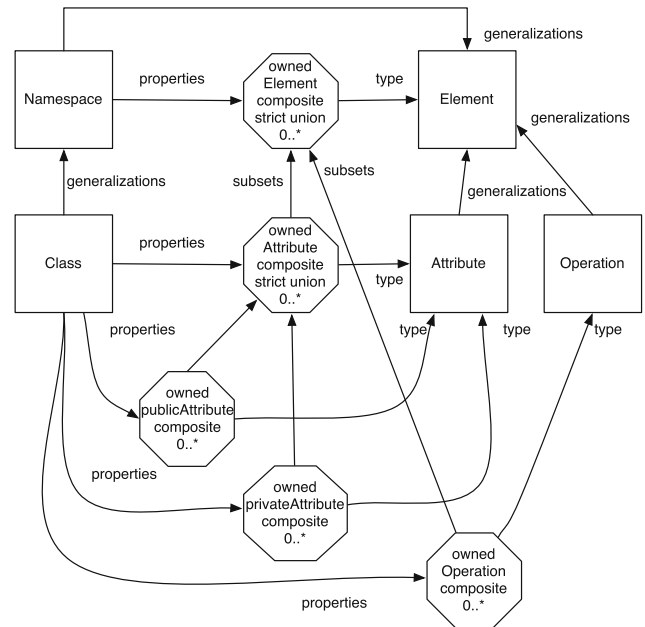 generalizations
Namespace
properties
owned
Element
composite
strict union
0..*
type
Element
generalizations
generalizations
subsets
subsets
generalizations
Class
properties
owned
Attribute
composite
strict union
0..*
type
Attribute
Operation
properties
type
type
type
owned
publicAttribute
composite
0..*
properties
owned
privateAttribute
composite
0..*
owned
Operation
composite
0..*
properties